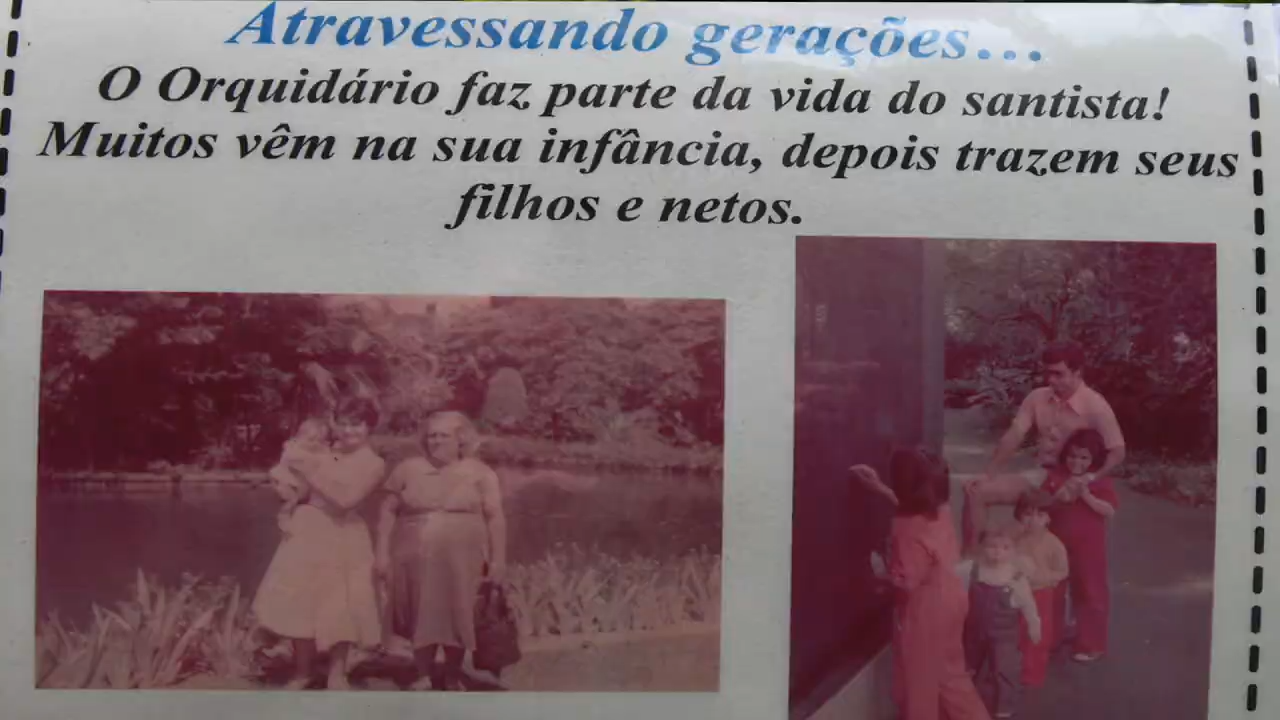 Atravessando gerações...
O Orquidário faz parte da vida do santista!
Muitos vêm na sua infância, depois trazem seus
filhos e netos.